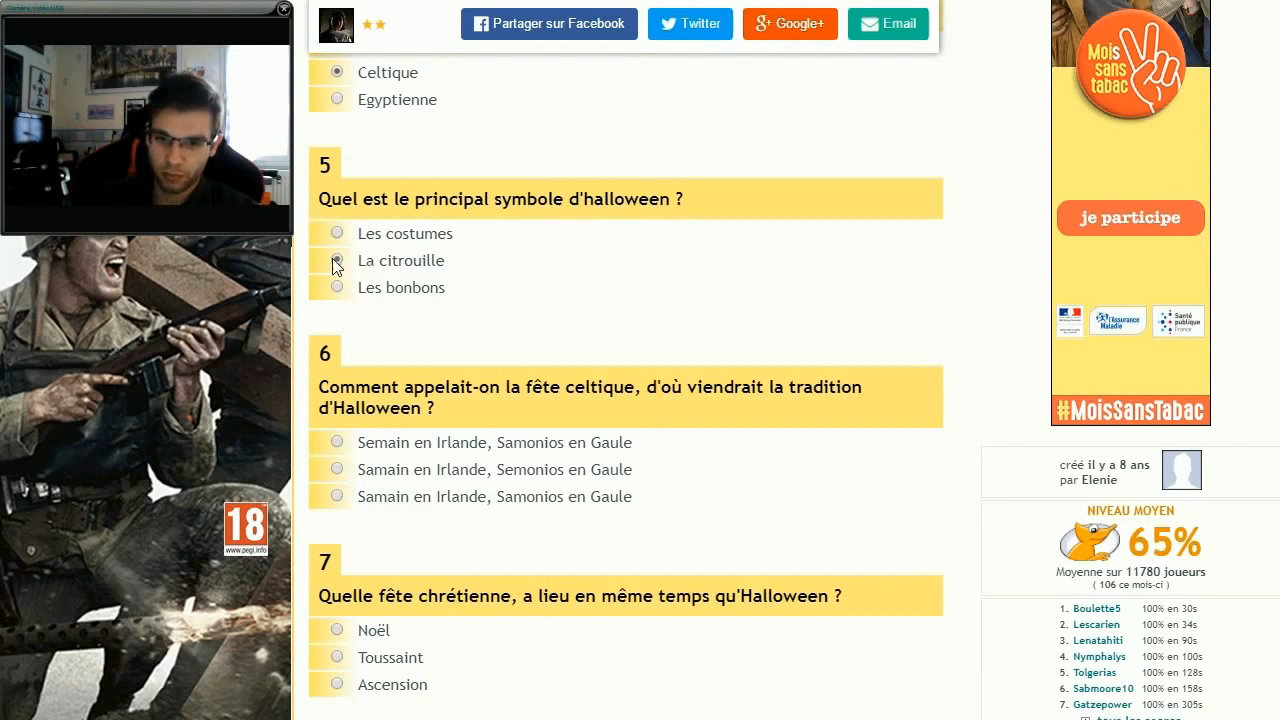 Caméra vidéo USB
Partager sur Facebook
Twitter
Google+
Email
Celtique
Egyptienne
5
Quel est le principal symbole d'halloween ?
Les costumes
La citrouille
Les bonbons
6
Comment appelait-on la fête celtique, d'où viendrait la tradition
d'Halloween ?
Semain en Irlande, Samonios en Gaule
Samain en Irlande, Semonios en Gaule
Samain en Irlande, Samonios en Gaule
7
Quelle fête chrétienne, a lieu en même temps qu'Halloween ?
Noël
Toussaint
Ascension
18
www.pegi.info
Mois
sans
tabac
je participe
l'Assurance
Maladie
Santé
publique
France
#MoisSansTabac
créé il y a 8 ans
par Elenie
NIVEAU MOYEN
65%
Moyenne sur 11780 joueurs
( 106 ce mois-ci )
1. Boulette5 100% en 30s
2. Lescarien 100% en 34s
3. Lenatahiti 100% en 90s
4. Nymphalys 100% en 100s
5. Tolgerias 100% en 128s
6. Sabmoore10 100% en 158s
7. Gatzepower 100% en 305s